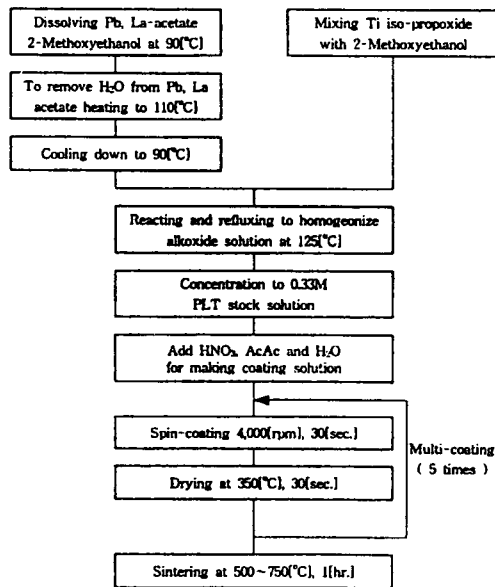 Dissolving Pb, La-acetate
2-Methoxyethanol at 90[°C]
Mixing Ti iso-propoxide
with 2-Methoxyethanol
To remove H₂O from Pb, La
acetate heating to 110[°C]
Cooling down to 90[°C]
Reacting and refluxing to homogeonize
alkoxide solution at 125[°C]
Concentration to 0.33M
PLT stock solution
Add HNO₃, AcAc and H₂O
for making coating solution
Spin-coating 4,000[rpm], 30[sec.]
Multi-coating
( 5 times )
Drying at 350[°C], 30[sec.]
Sintering at 500~750[°C], 1[hr.]